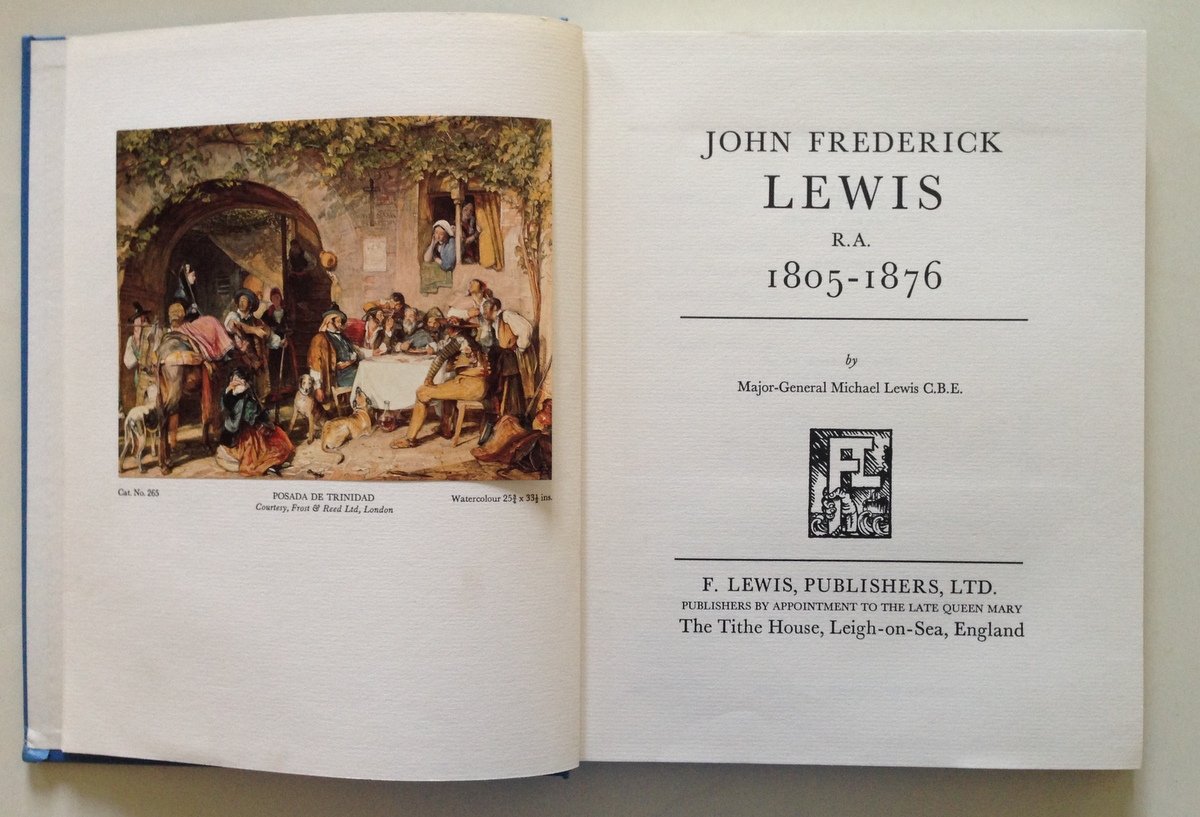 Cat. No. 265
POSADA DE TRINIDAD
Watercolour 25¾ x 33½ ins.
Courtesy, Frost & Reed Ltd, London
JOHN FREDERICK
LEWIS
R.A.
1805-1876
by
Major-General Michael Lewis C.B.E.
FL
F. LEWIS, PUBLISHERS, LTD.
PUBLISHERS BY APPOINTMENT TO THE LATE QUEEN MARY
The Tithe House, Leigh-on-Sea, England